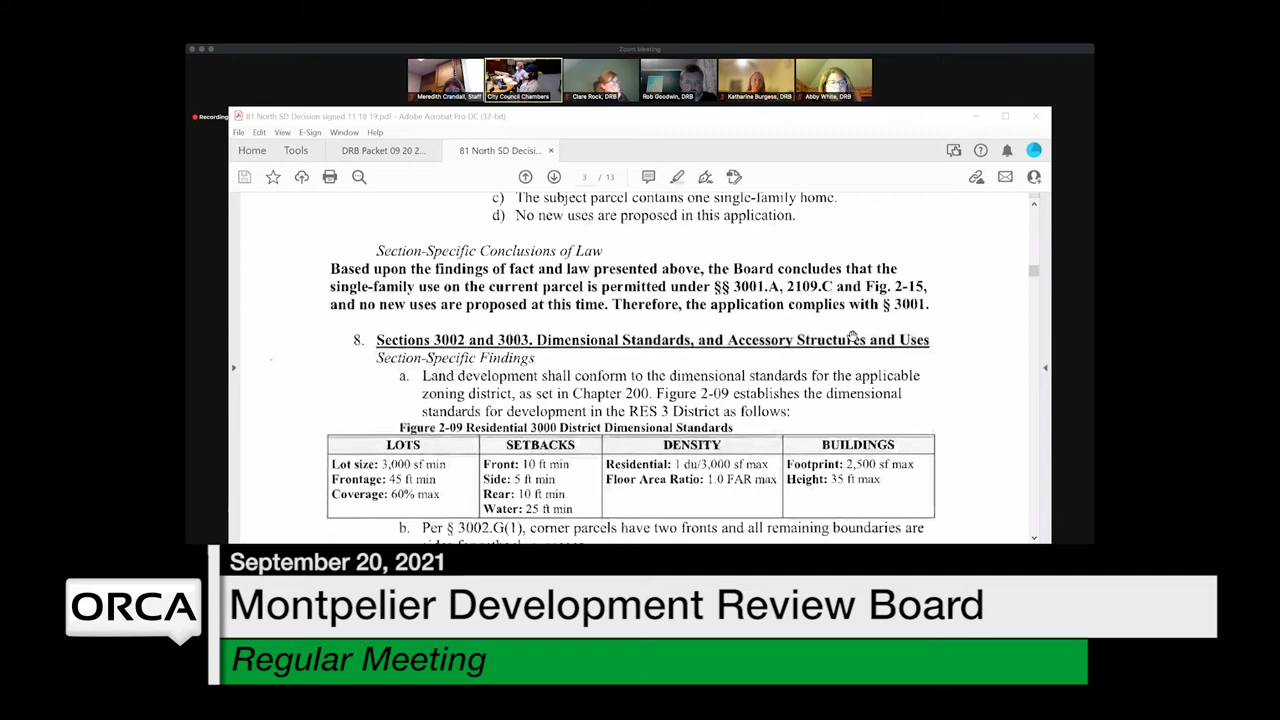 Zoom Meeting
Meredith Crandall, Staff
City Council Chambers
Clare Rock, DRB
Rob Goodwin, DRB
Katharine Burgess, DRB
Abby White, DRB
Recording
81 North SD Decision signed 11 18 19.pdf - Adobe Acrobat Pro DC (32-bit)
File Edit View E-Sign Window Help
Home Tools DRB Packet 09 20 2... 81 North SD Decisi... ×
3 / 13
c) The subject parcel contains one single-family home.
d) No new uses are proposed in this application.
Section-Specific Conclusions of Law
Based upon the findings of fact and law presented above, the Board concludes that the
single-family use on the current parcel is permitted under §§ 3001.A, 2109.C and Fig. 2-15,
and no new uses are proposed at this time. Therefore, the application complies with § 3001.
8. Sections 3002 and 3003. Dimensional Standards, and Accessory Structures and Uses
Section-Specific Findings
a. Land development shall conform to the dimensional standards for the applicable
zoning district, as set in Chapter 200. Figure 2-09 establishes the dimensional
standards for development in the RES 3 District as follows:
Figure 2-09 Residential 3000 District Dimensional Standards
LOTS SETBACKS DENSITY BUILDINGS
Lot size: 3,000 sf min Front: 10 ft min Residential: 1 du/3,000 sf max Footprint: 2,500 sf max
Frontage: 45 ft min Side: 5 ft min Floor Area Ratio: 1.0 FAR max Height: 35 ft max
Coverage: 60% max Rear: 10 ft min
Water: 25 ft min
b. Per § 3002.G(1), corner parcels have two fronts and all remaining boundaries are
September 20, 2021
ORCA
Montpelier Development Review Board
Regular Meeting